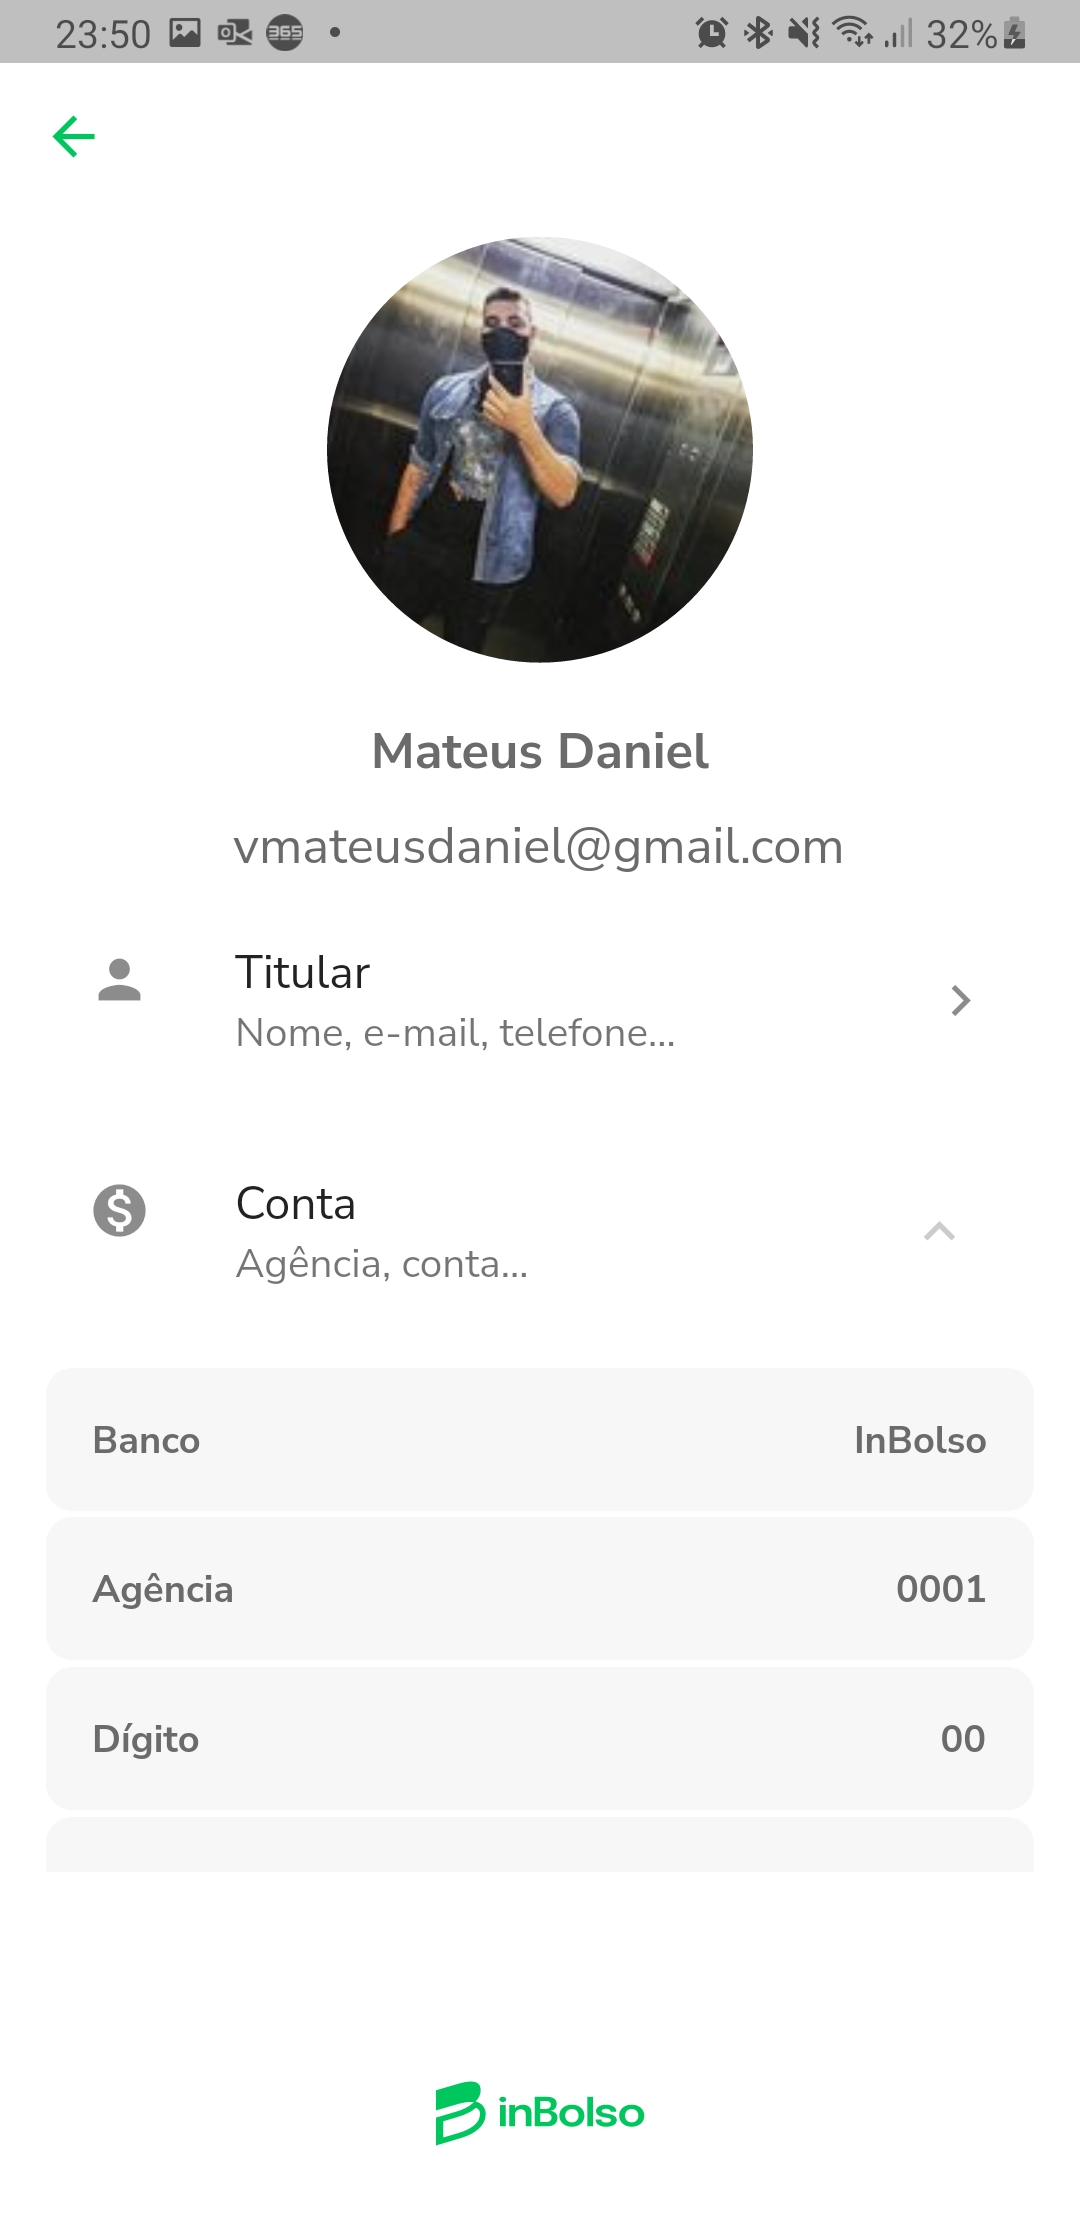 23:50 365 32%
Mateus Daniel
vmateusdaniel@gmail.com
Titular
Nome, e-mail, telefone...
Conta
Agência, conta...
Banco InBolso
Agência 0001
Dígito 00
inBolso